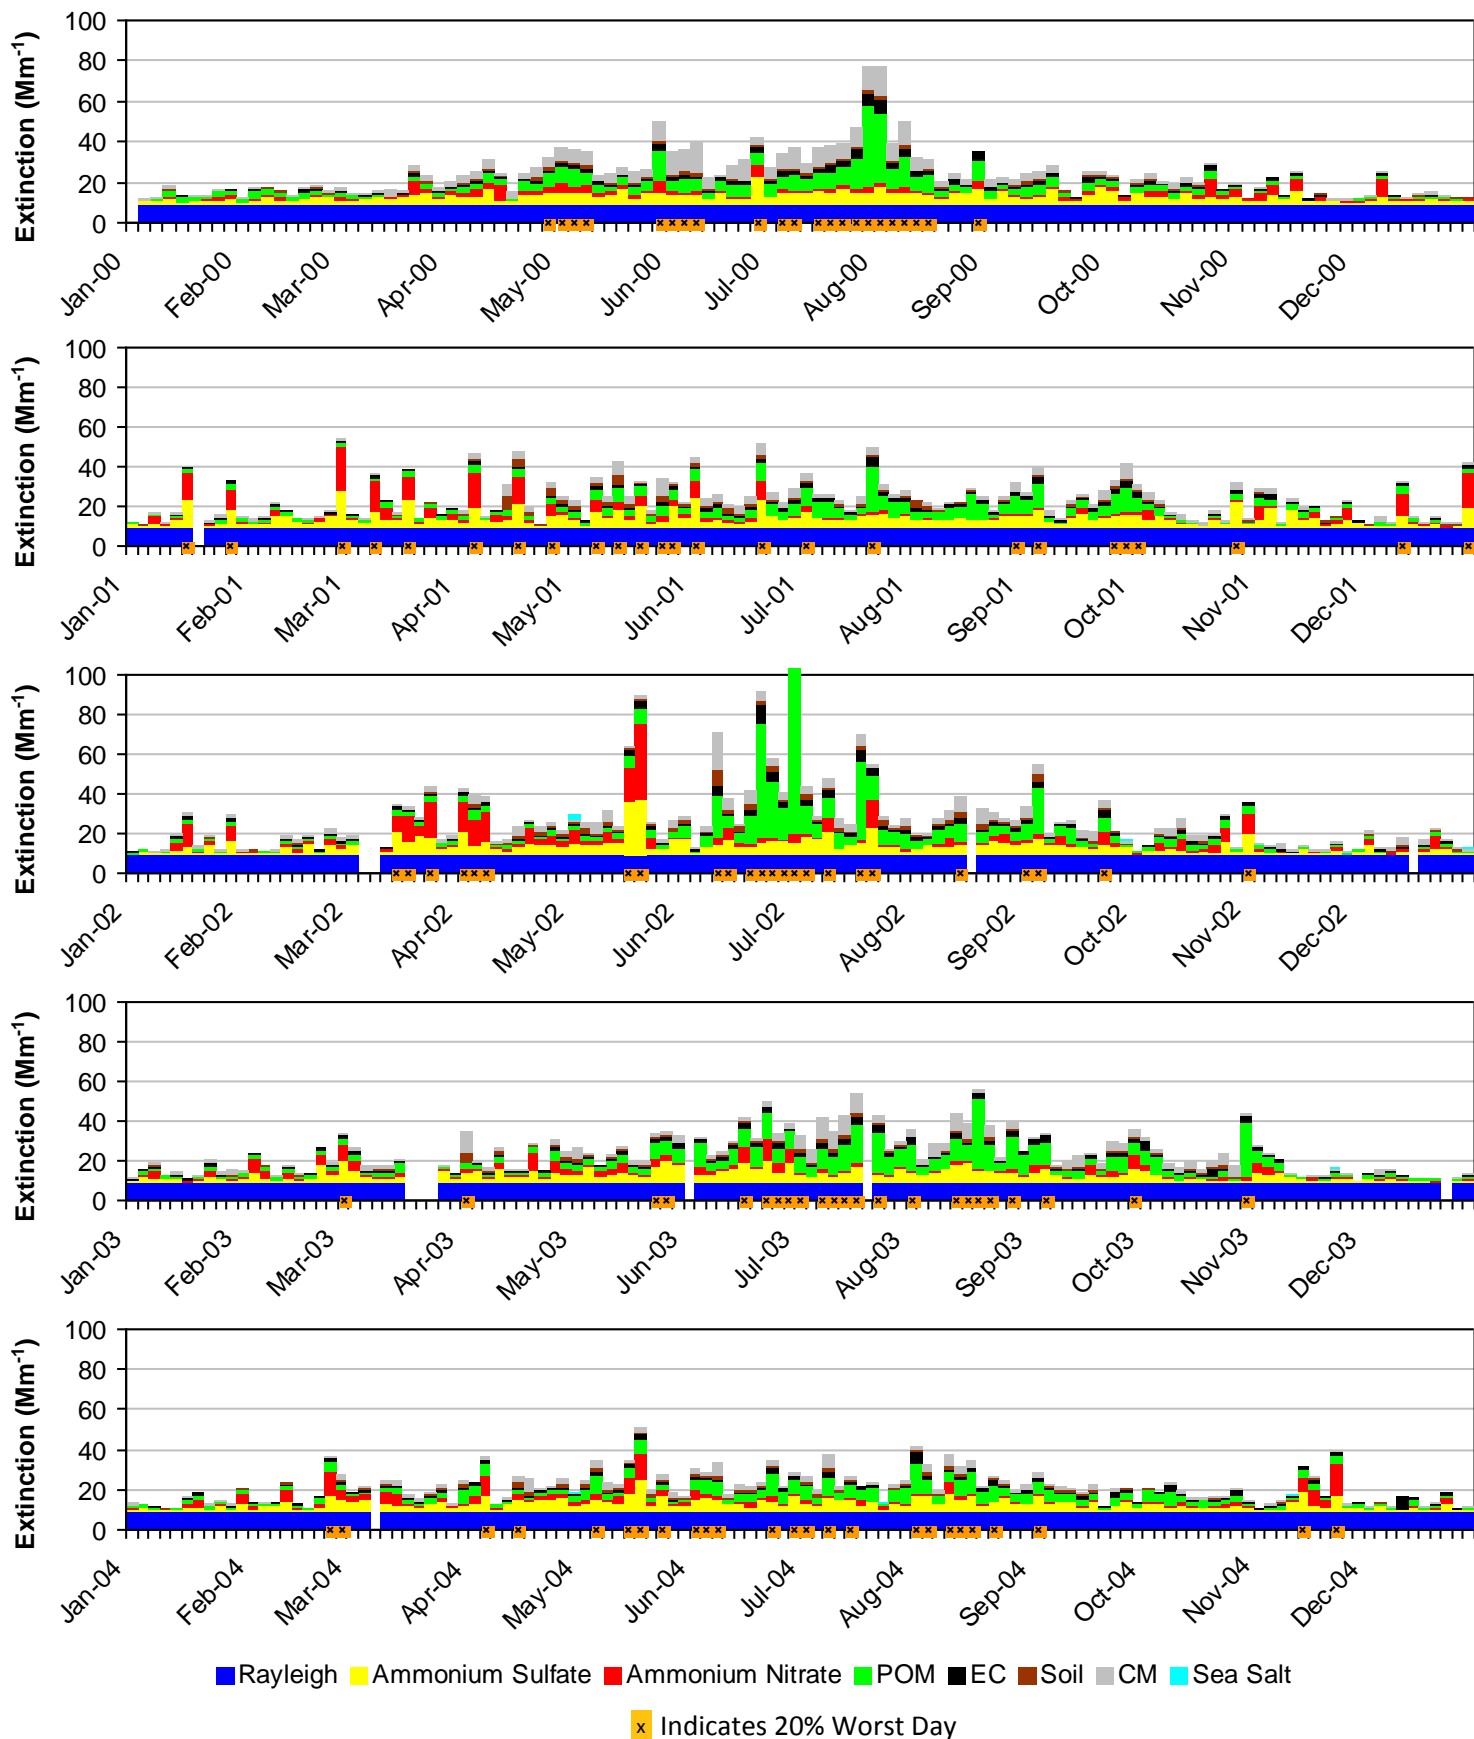 Extinction (Mm⁻¹)
100
80
60
40
20
0
Jan-00
Feb-00
Mar-00
Apr-00
May-00
Jun-00
Jul-00
Aug-00
Sep-00
Oct-00
Nov-00
Dec-00
Extinction (Mm⁻¹)
100
80
60
40
20
0
Jan-01
Feb-01
Mar-01
Apr-01
May-01
Jun-01
Jul-01
Aug-01
Sep-01
Oct-01
Nov-01
Dec-01
Extinction (Mm⁻¹)
100
80
60
40
20
0
Jan-02
Feb-02
Mar-02
Apr-02
May-02
Jun-02
Jul-02
Aug-02
Sep-02
Oct-02
Nov-02
Dec-02
Extinction (Mm⁻¹)
100
80
60
40
20
0
Jan-03
Feb-03
Mar-03
Apr-03
May-03
Jun-03
Jul-03
Aug-03
Sep-03
Oct-03
Nov-03
Dec-03
Extinction (Mm⁻¹)
100
80
60
40
20
0
Jan-04
Feb-04
Mar-04
Apr-04
May-04
Jun-04
Jul-04
Aug-04
Sep-04
Oct-04
Nov-04
Dec-04
Rayleigh Ammonium Sulfate Ammonium Nitrate POM EC Soil CM Sea Salt
x Indicates 20% Worst Day